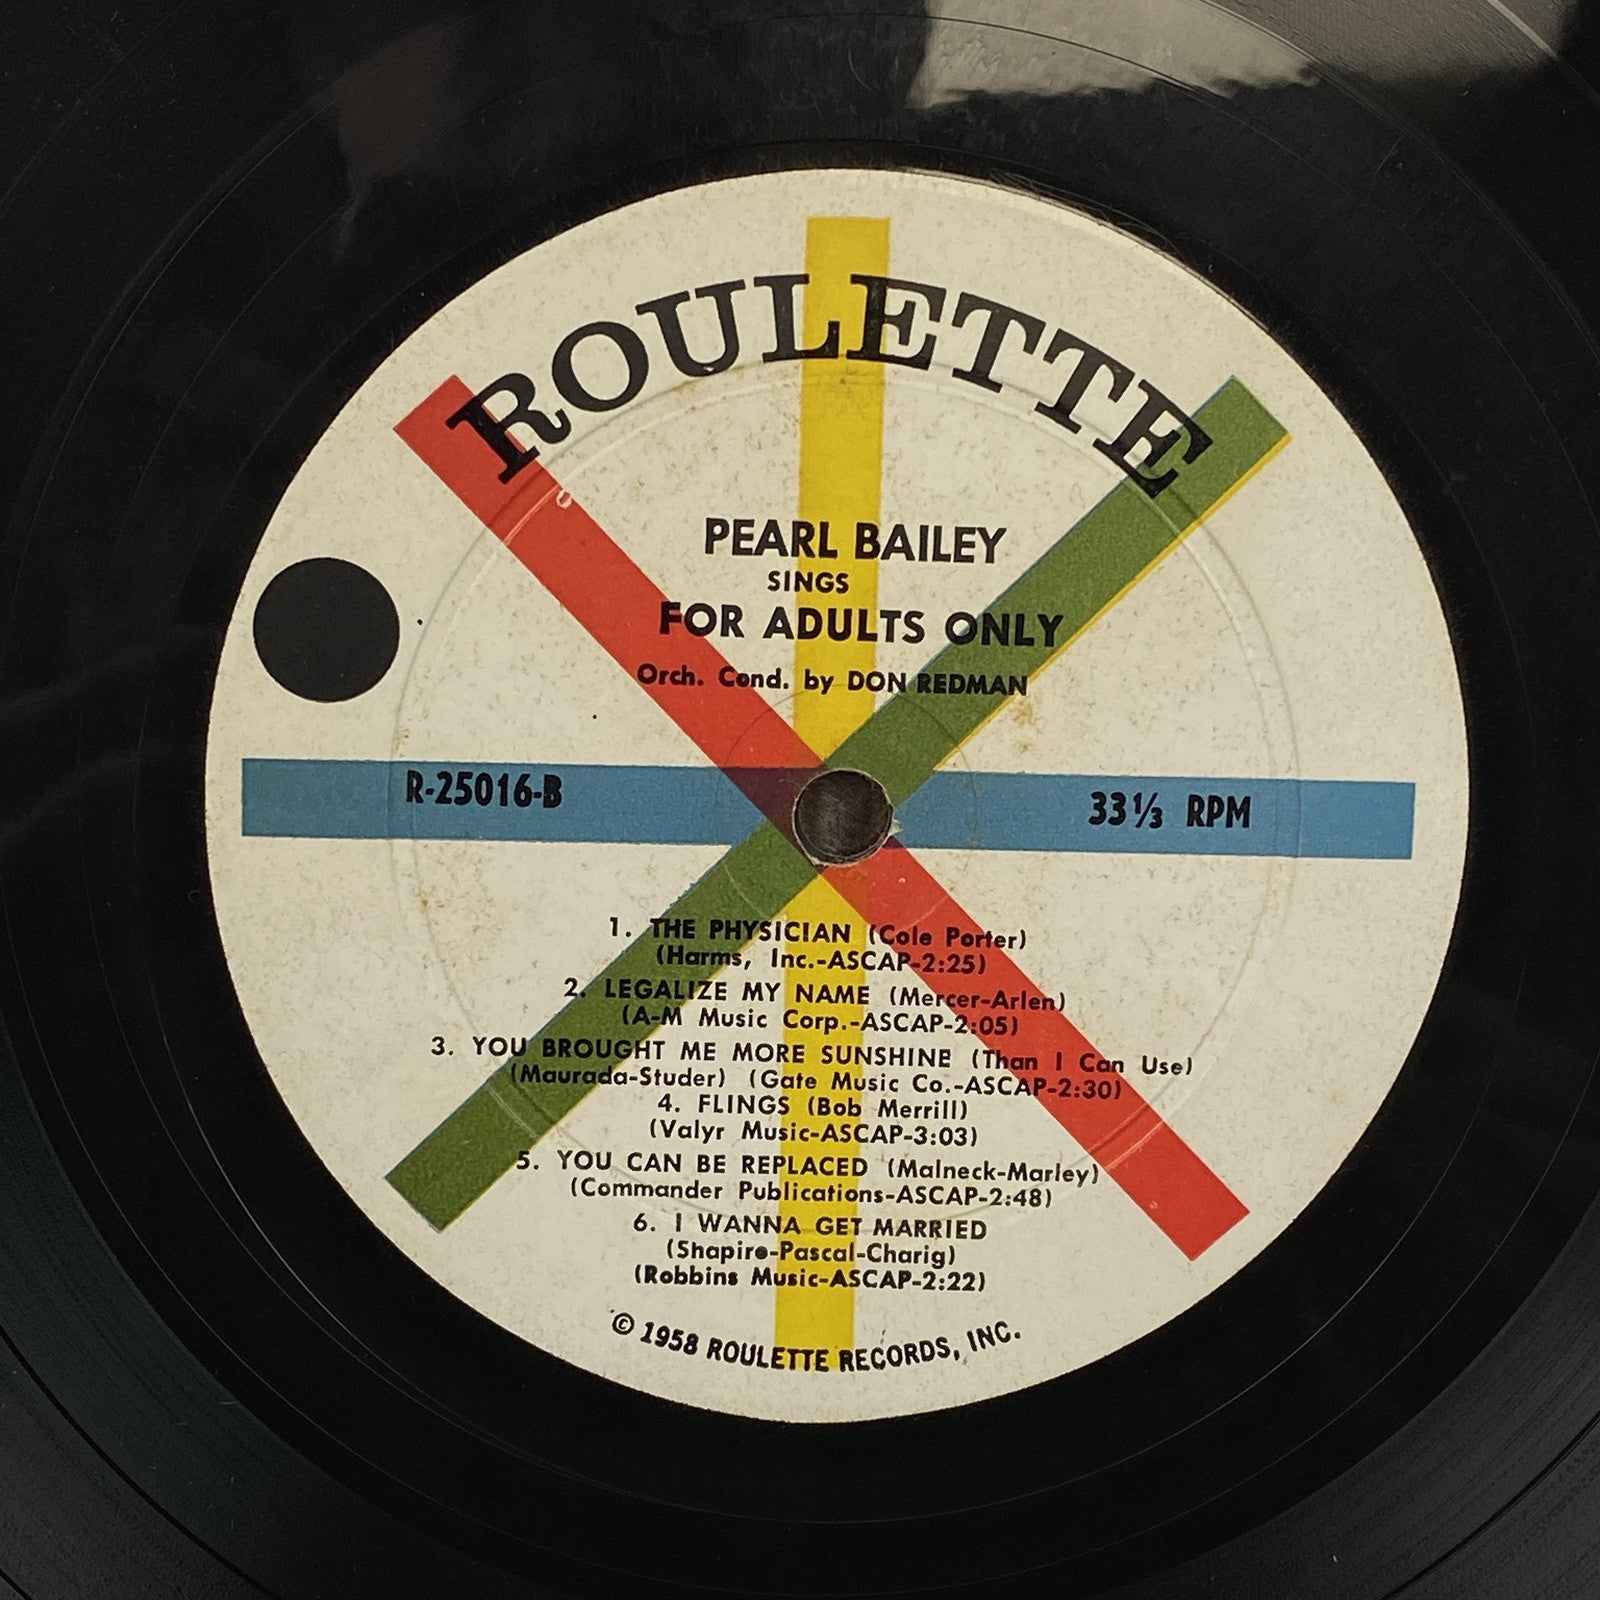 ROULETTE
PEARL BAILEY
SINGS
FOR ADULTS ONLY
Orch. Cond. by DON REDMAN
R-25016-B
33⅓ RPM
1. THE PHYSICIAN (Cole Porter)
(Harms, Inc.-ASCAP-2:25)
2. LEGALIZE MY NAME (Mercer-Arlen)
(A-M Music Corp.-ASCAP-2:05)
3. YOU BROUGHT ME MORE SUNSHINE (Than I Can Use)
(Maurada-Studer) (Gate Music Co.-ASCAP-2:30)
4. FLINGS (Bob Merrill)
(Valyr Music-ASCAP-3:03)
5. YOU CAN BE REPLACED (Malneck-Marley)
(Commander Publications-ASCAP-2:48)
6. I WANNA GET MARRIED
(Shapiro-Pascal-Charig)
(Robbins Music-ASCAP-2:22)
© 1958 ROULETTE RECORDS, INC.